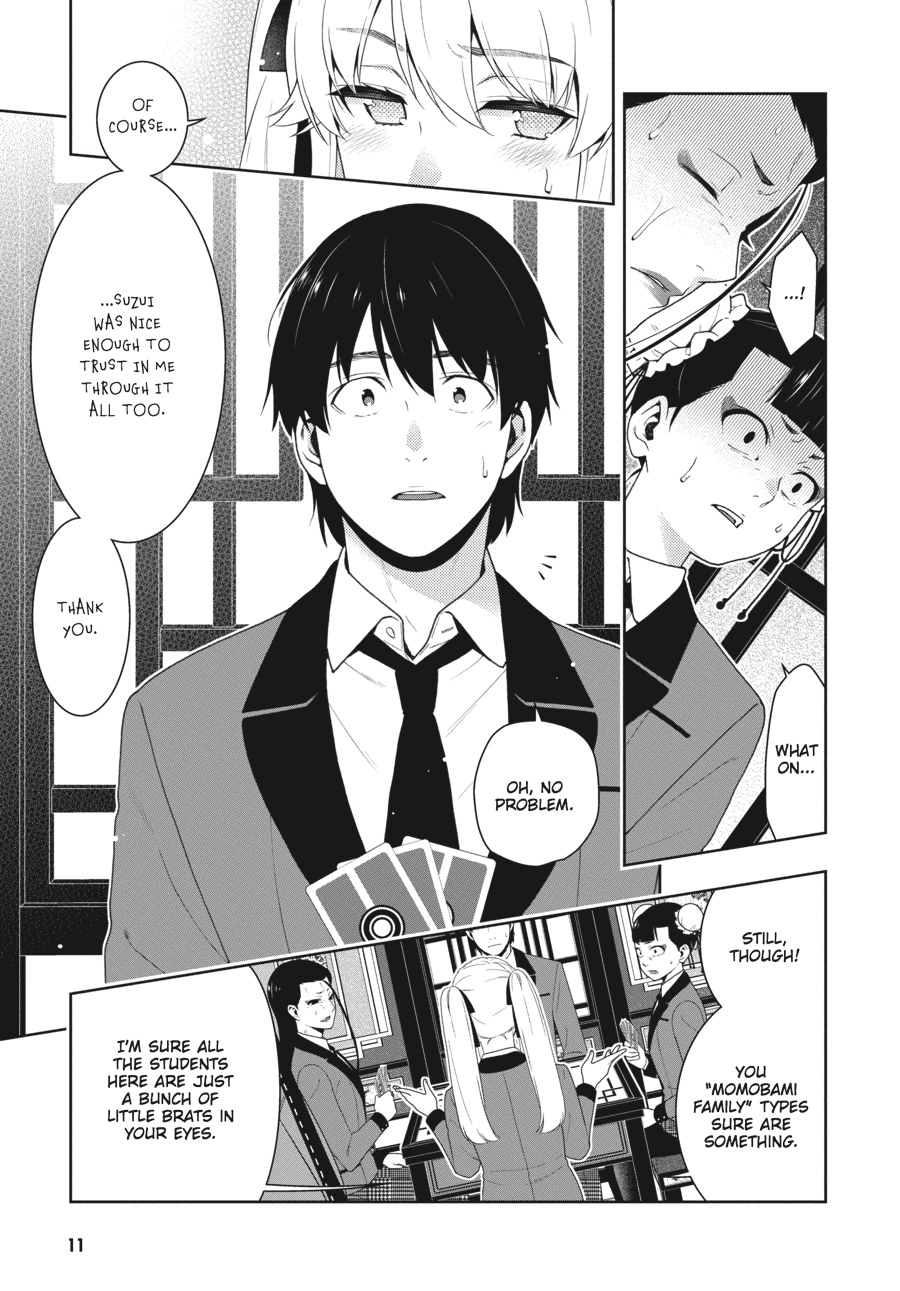 ...!
WHAT
ON...
OF
COURSE...
...SUZUI
WAS NICE
ENOUGH TO
TRUST IN ME
THROUGH IT
ALL TOO.
THANK
YOU.
OH, NO
PROBLEM.
STILL,
THOUGH!
YOU
"MOMOBAMI
FAMILY" TYPES
SURE ARE
SOMETHING.
I'M SURE ALL
THE STUDENTS
HERE ARE JUST
A BUNCH OF
LITTLE BRATS IN
YOUR EYES.
11